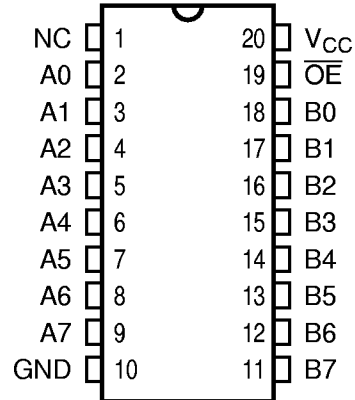 NC 1 20 VCC
A0 2 19 OE
A1 3 18 B0
A2 4 17 B1
A3 5 16 B2
A4 6 15 B3
A5 7 14 B4
A6 8 13 B5
A7 9 12 B6
GND 10 11 B7